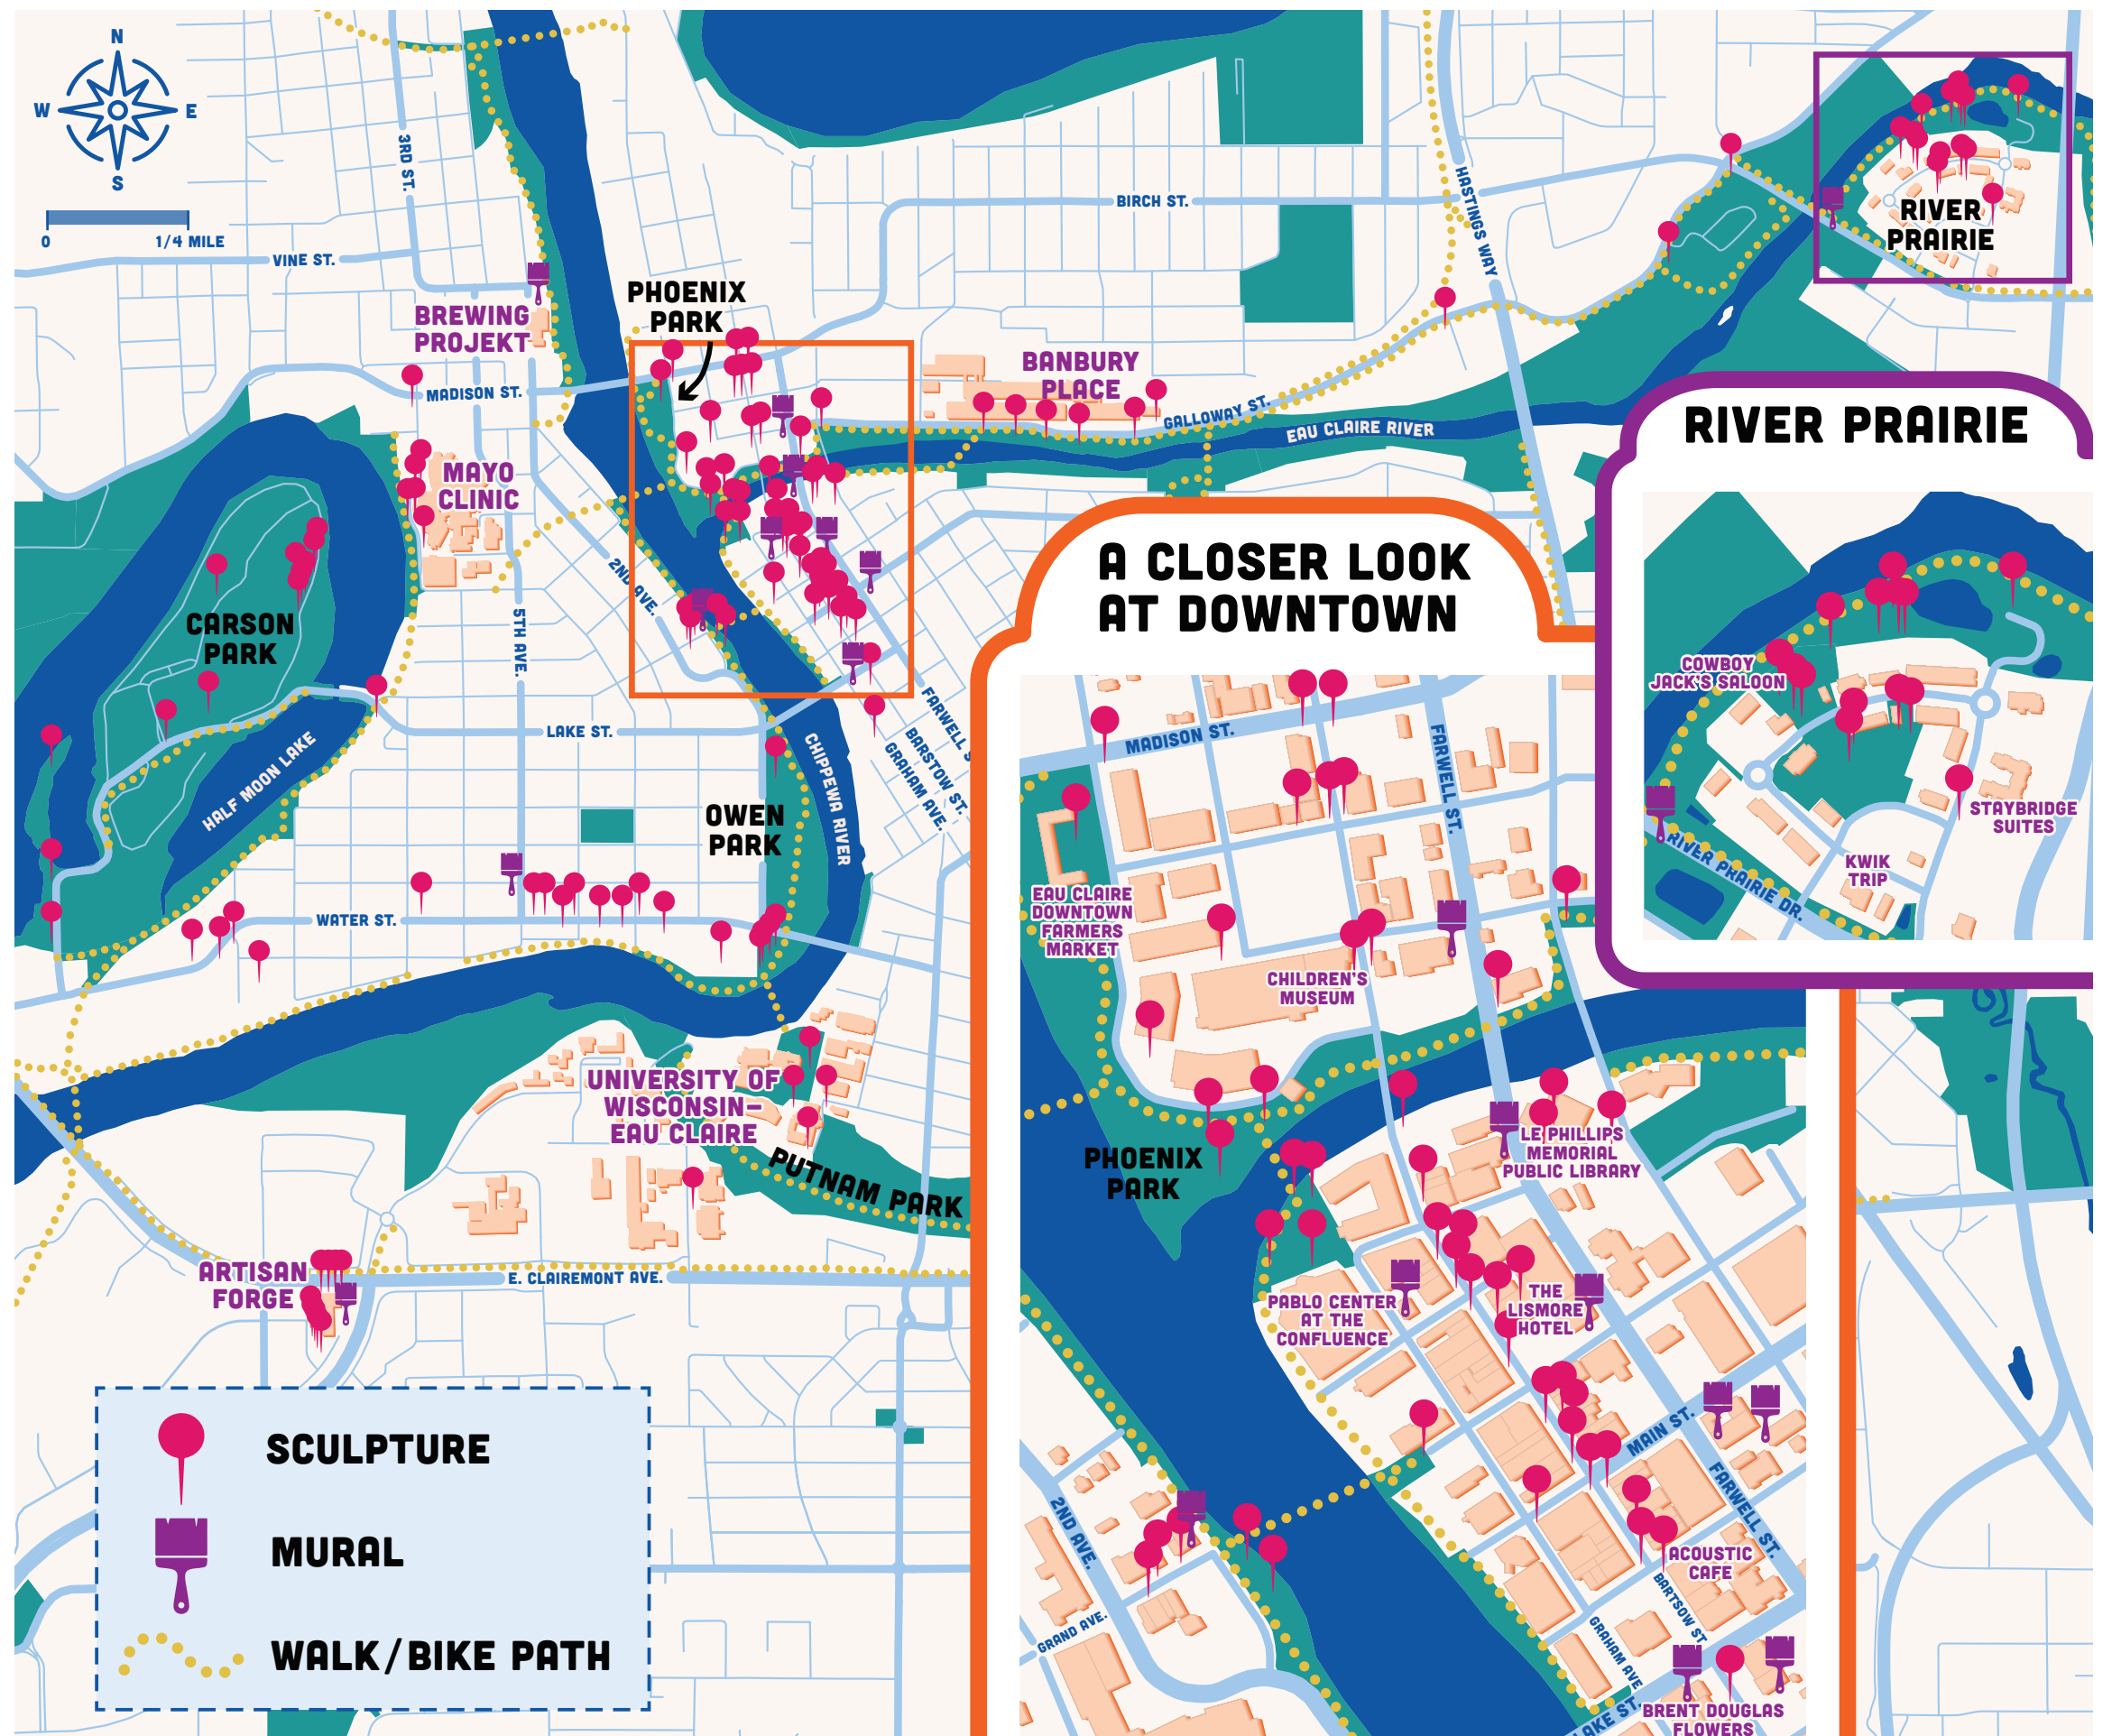 N
W
E
S
0
1/4 MILE
3RD ST.
VINE ST.
BREWING
PROJEKT
MADISON ST.
PHOENIX
PARK
BIRCH ST.
HASTINGS WAY
BANBURY
PLACE
GALLOWAY ST.
EAU CLAIRE RIVER
RIVER
PRAIRIE
MAYO
CLINIC
CARSON
PARK
2ND AVE.
5TH AVE.
LAKE ST.
HALF MOON LAKE
OWEN
PARK
CHIPPEWA RIVER
FARWELL S
BARSTOW ST.
GRAHAM AVE.
WATER ST.
UNIVERSITY OF
WISCONSIN–
EAU CLAIRE
PUTNAM PARK
ARTISAN
FORGE
E. CLAIREMONT AVE.
SCULPTURE
MURAL
WALK/BIKE PATH
RIVER PRAIRIE
COWBOY
JACK'S SALOON
STAYBRIDGE
SUITES
KWIK
TRIP
RIVER PRAIRIE DR.
A CLOSER LOOK
AT DOWNTOWN
MADISON ST.
FARWELL ST.
EAU CLAIRE
DOWNTOWN
FARMERS
MARKET
CHILDREN'S
MUSEUM
PHOENIX
PARK
LE PHILLIPS
MEMORIAL
PUBLIC LIBRARY
PABLO CENTER
AT THE
CONFLUENCE
THE
LISMORE
HOTEL
MAIN ST.
FARWELL ST.
2ND AVE.
GRAND AVE.
ACOUSTIC
CAFE
BARTSOW ST
GRAHAM AVE
LAKE ST.
BRENT DOUGLAS
FLOWERS